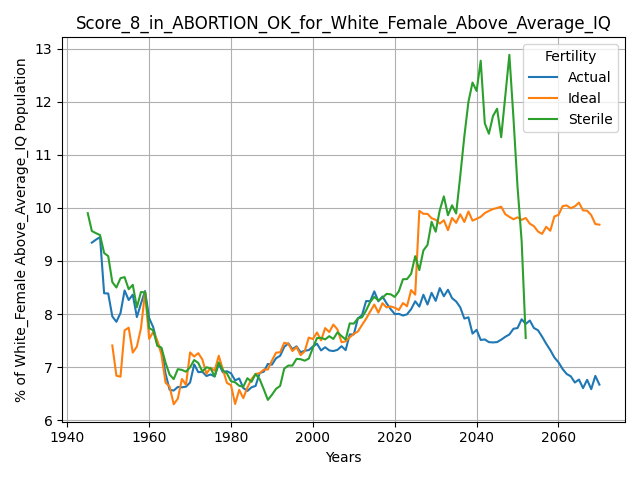 Score_8_in_ABORTION_OK_for_White_Female_Above_Average_IQ
% of White_Female Above_Average_IQ Population
13
12
11
10
9
8
7
6
Fertility
Actual
Ideal
Sterile
1940 1960 1980 2000 2020 2040 2060
Years